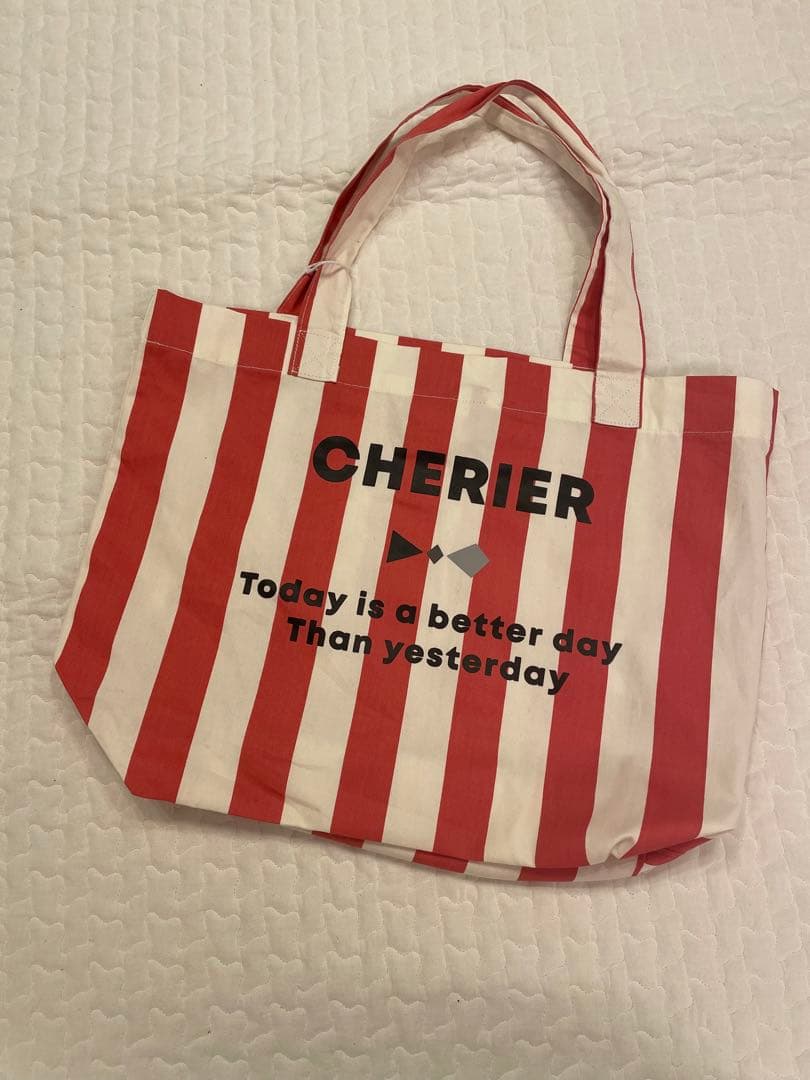 CHERIER
Today is a better day
Than yesterday